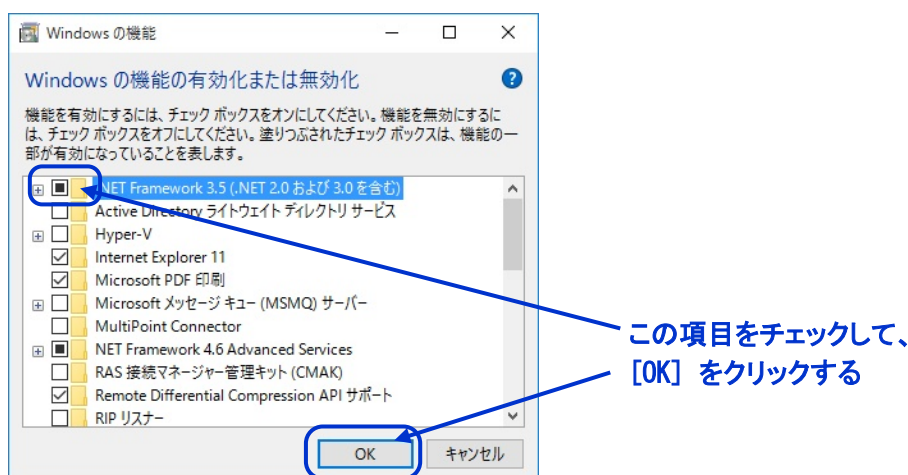 Windows の機能
Windows の機能の有効化または無効化
機能を有効にするには、チェック ボックスをオンにしてください。機能を無効にするに
は、チェック ボックスをオフにしてください。塗りつぶされたチェック ボックスは、機能の一
部が有効になっていることを表します。
.NET Framework 3.5 (.NET 2.0 および 3.0 を含む)
Active Directory ライトウェイト ディレクトリ サービス
Hyper-V
Internet Explorer 11
Microsoft PDF 印刷
Microsoft メッセージ キュー (MSMQ) サーバー
MultiPoint Connector
NET Framework 4.6 Advanced Services
RAS 接続マネージャー管理キット (CMAK)
Remote Differential Compression API サポート
RIP リスナー
OK
キャンセル
この項目をチェックして、
[OK] をクリックする